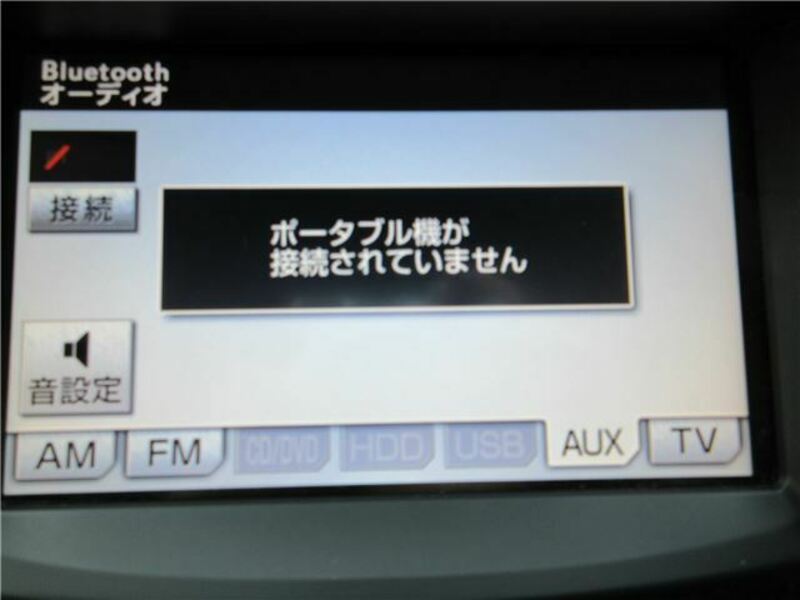 Bluetooth
オーディオ
接続
ポータブル機が
接続されていません
音設定
AM FM CD/DVD HDD USB AUX TV